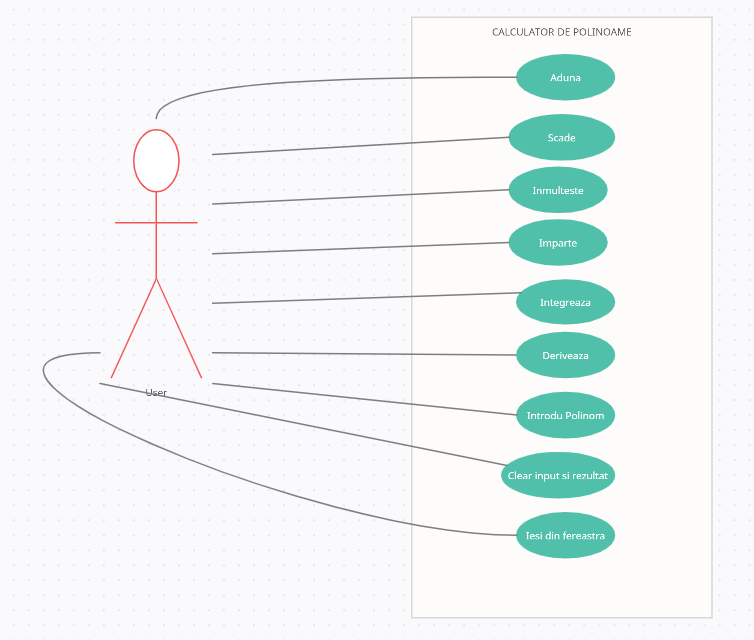 CALCULATOR DE POLINOAME
Aduna
Scade
Inmulteste
Imparte
Integreaza
Deriveaza
User
Introdu Polinom
Clear input si rezultat
Iesi din fereastra